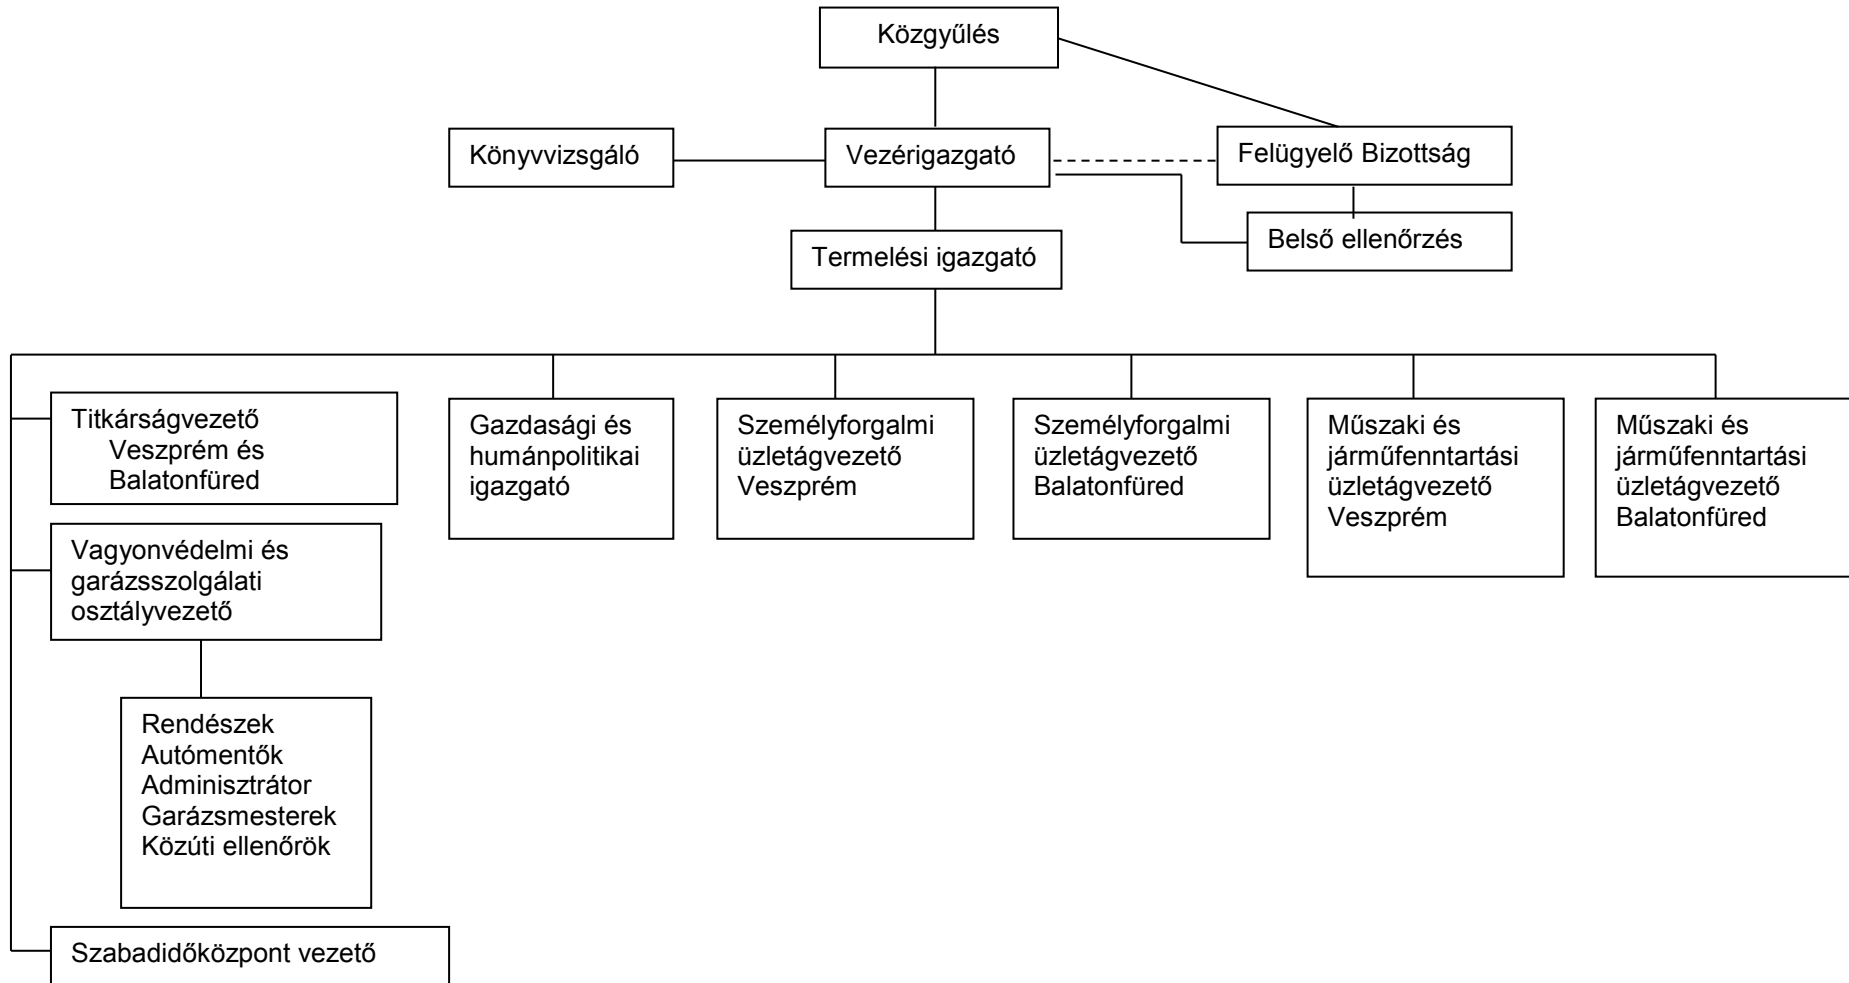 Közgyűlés
Könyvvizsgáló
Vezérigazgató
Felügyelő Bizottság
Belső ellenőrzés
Termelési igazgató
Titkárságvezető
Veszprém és
Balatonfüred
Gazdasági és
humánpolitikai
igazgató
Személyforgalmi
üzletágvezető
Veszprém
Személyforgalmi
üzletágvezető
Balatonfüred
Műszaki és
járműfenntartási
üzletágvezető
Veszprém
Műszaki és
járműfenntartási
üzletágvezető
Balatonfüred
Vagyonvédelmi és
garázsszolgálati
osztályvezető
Rendészek
Autómentők
Adminisztrátor
Garázsmesterek
Közúti ellenőrök
Szabadidőközpont vezető